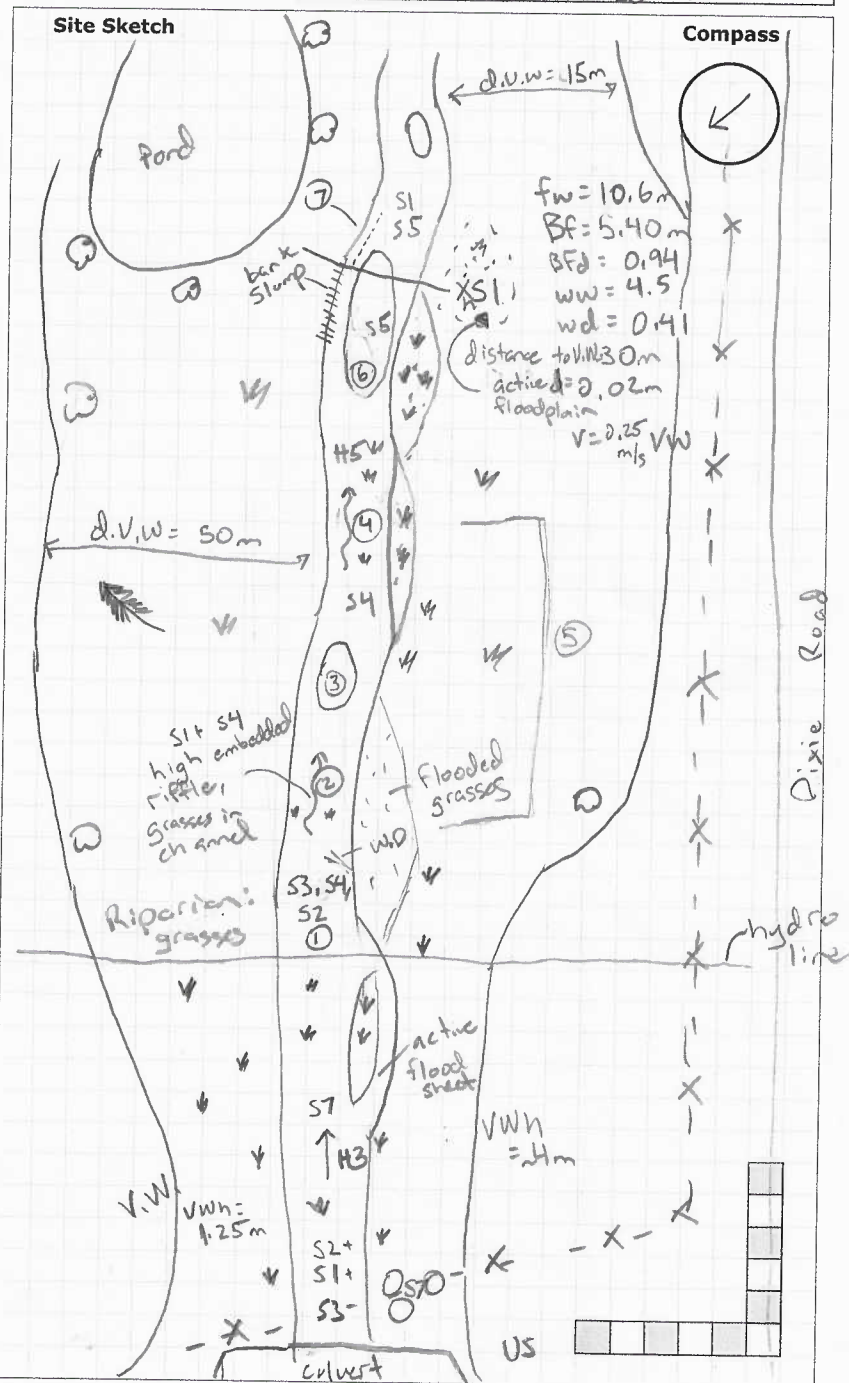 Site Sketch
Compass
d.v.w = 15m
Pond
7
S1
S5
fw = 10.6m
Bf = 5.40m
BFd = 0.94
ww = 4.5
wd = 0.41
XS1
bank
slump
S5
6
distance to V.W.: 30m
active d = 0.02m
floodplain
V = 0.25 VW
m/s
H5
4
d.V.W = 50m
S4
5
3
Dixie Road
S1 + S4
high embedded
riffle,
grasses in
channel
2
Flooded
grasses
W.D
S3, S4,
S2
Riparian:
grasses
1
hydro
line
active
flood
sheet
S7
H3
VWh
= 4m
V.W.
VWh =
1.25m
S2+
S1+
S3-
S7
US
culvert